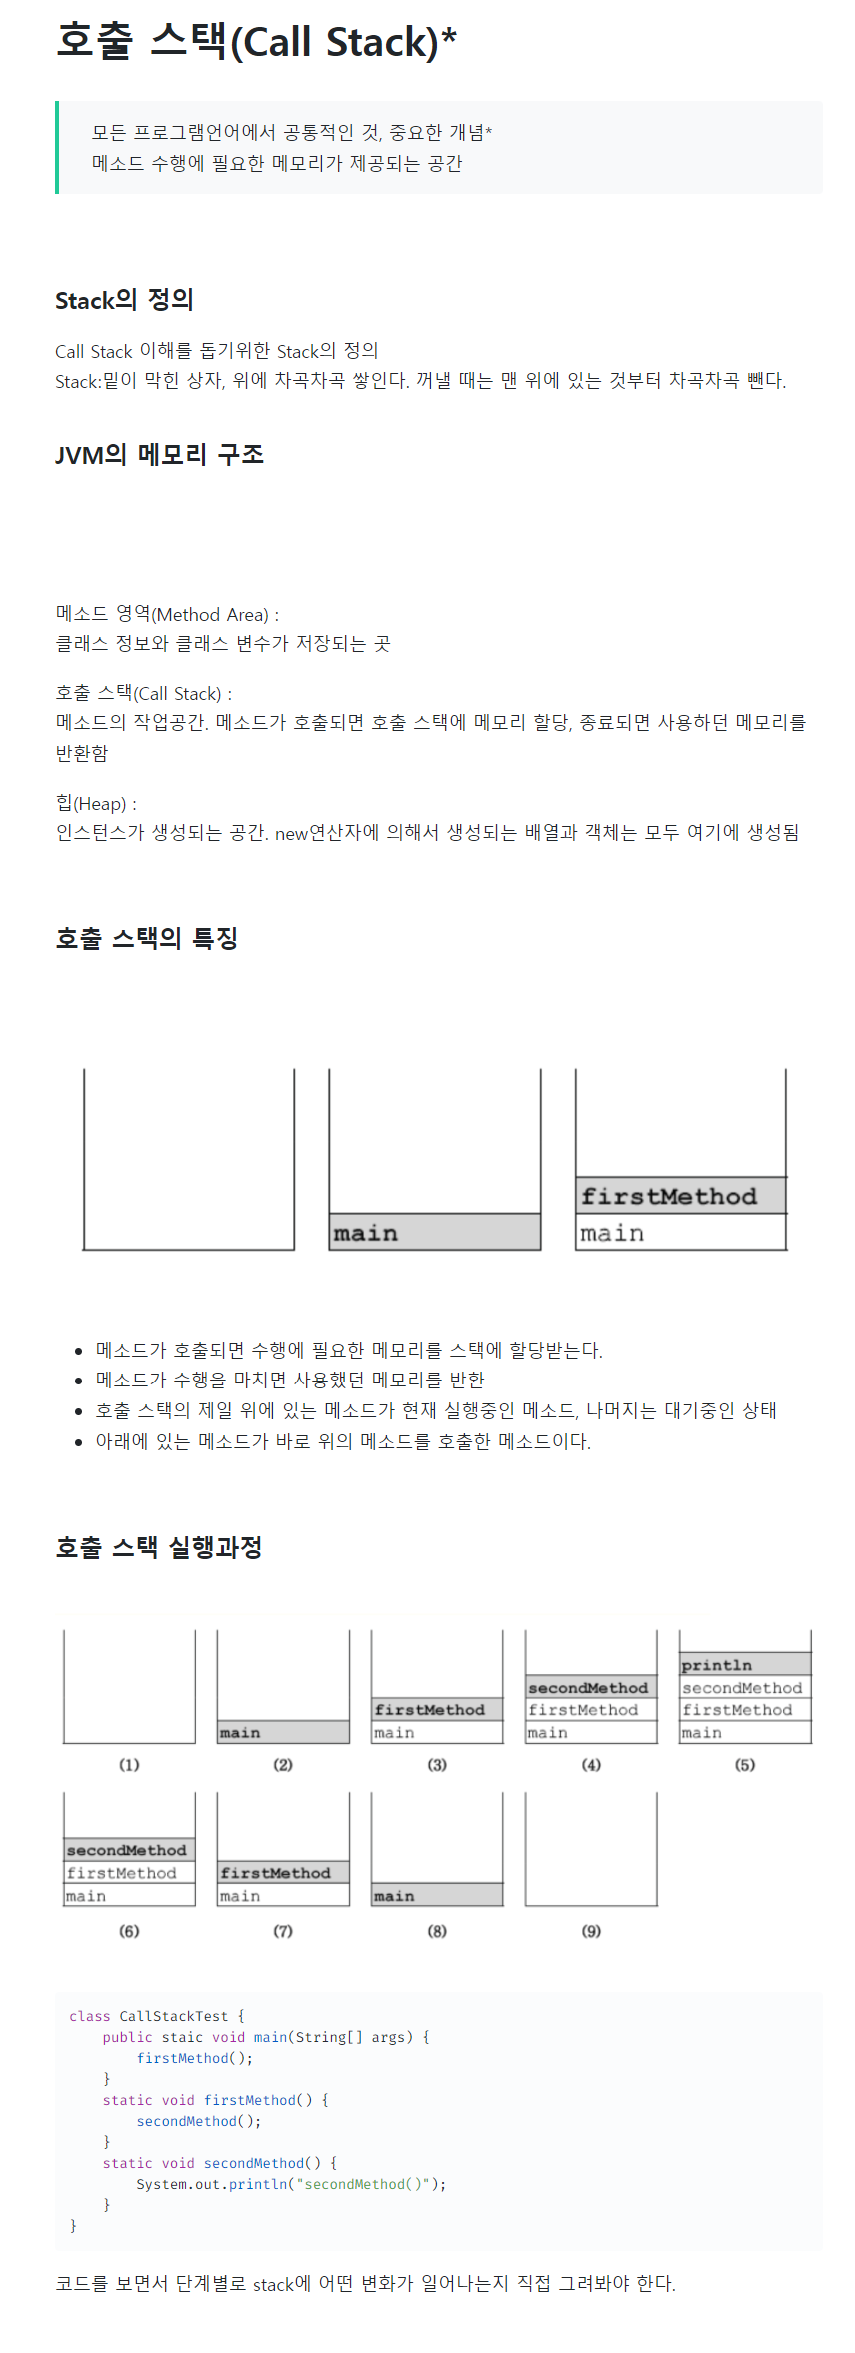 호출 스택(Call Stack)*
모든 프로그램언어에서 공통적인 것, 중요한 개념*
메소드 수행에 필요한 메모리가 제공되는 공간
Stack의 정의
Call Stack 이해를 돕기위한 Stack의 정의
Stack:밑이 막힌 상자, 위에 차곡차곡 쌓인다. 꺼낼 때는 맨 위에 있는 것부터 차곡차곡 뺀다.
JVM의 메모리 구조
메소드 영역(Method Area) :
클래스 정보와 클래스 변수가 저장되는 곳
호출 스택(Call Stack) :
메소드의 작업공간. 메소드가 호출되면 호출 스택에 메모리 할당, 종료되면 사용하던 메모리를
반환함
힙(Heap) :
인스턴스가 생성되는 공간. new연산자에 의해서 생성되는 배열과 객체는 모두 여기에 생성됨
호출 스택의 특징
main
firstMethod
main
메소드가 호출되면 수행에 필요한 메모리를 스택에 할당받는다.
메소드가 수행을 마치면 사용했던 메모리를 반한
호출 스택의 제일 위에 있는 메소드가 현재 실행중인 메소드, 나머지는 대기중인 상태
아래에 있는 메소드가 바로 위의 메소드를 호출한 메소드이다.
호출 스택 실행과정
(1)
main
(2)
firstMethod
main
(3)
secondMethod
firstMethod
main
(4)
println
secondMethod
firstMethod
main
(5)
secondMethod
firstMethod
main
(6)
firstMethod
main
(7)
main
(8)
(9)
class CallStackTest {
public staic void main(String[] args) {
firstMethod();
}
static void firstMethod() {
secondMethod();
}
static void secondMethod() {
System.out.println("secondMethod()");
}
}
코드를 보면서 단계별로 stack에 어떤 변화가 일어나는지 직접 그려봐야 한다.